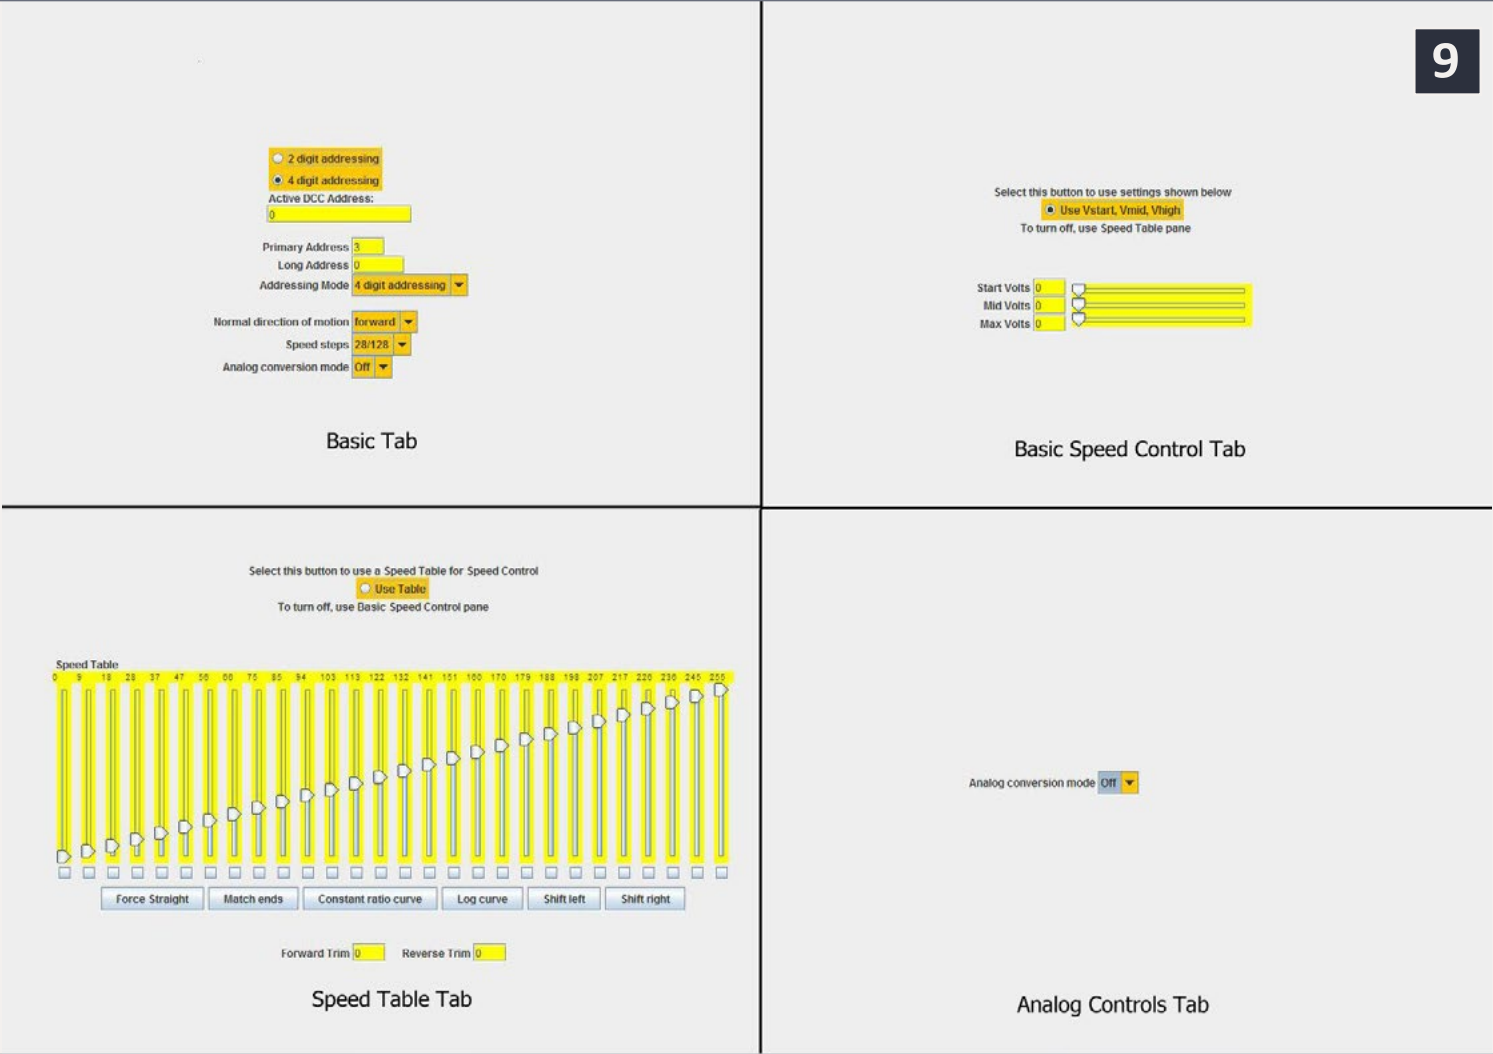 9
2 digit addressing
4 digit addressing
Active DCC Address:
0
Primary Address 3
Long Address 0
Addressing Mode 4 digit addressing
Normal direction of motion forward
Speed steps 28/128
Analog conversion mode Off
Basic Tab
Select this button to use settings shown below
Use Vstart, Vmid, Vhigh
To turn off, use Speed Table pane
Start Volts 0
Mid Volts 0
Max Volts 0
Basic Speed Control Tab
Select this button to use a Speed Table for Speed Control
Use Table
To turn off, use Basic Speed Control pane
Speed Table
0 9 18 28 37 47 56 66 75 85 94 103 113 122 132 141 151 160 170 179 188 198 207 217 226 236 245 255
Force Straight Match ends Constant ratio curve Log curve Shift left Shift right
Forward Trim 0 Reverse Trim 0
Speed Table Tab
Analog conversion mode Off
Analog Controls Tab